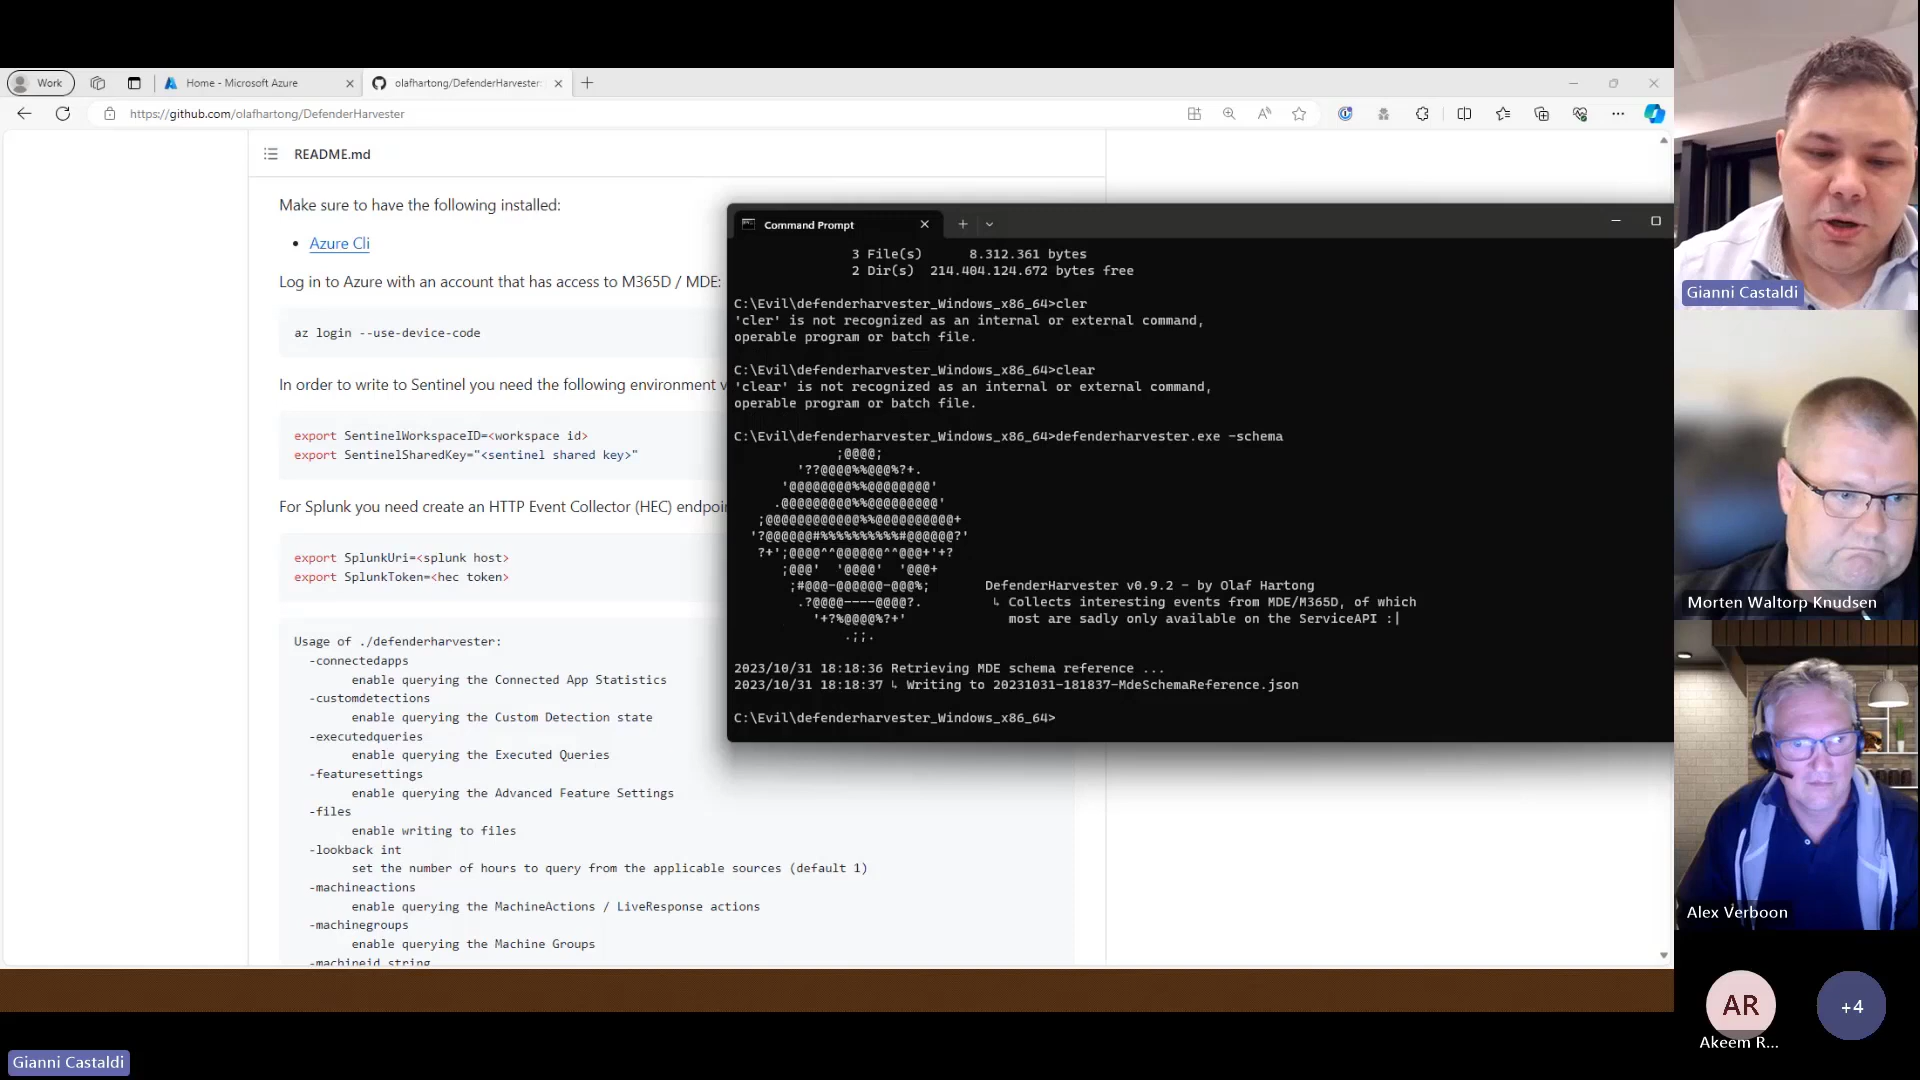 Work
Home - Microsoft Azure
olafhartong/DefenderHarvester:
https://github.com/olafhartong/DefenderHarvester
README.md
Make sure to have the following installed:
Azure Cli
Log in to Azure with an account that has access to M365D / MDE:
az login --use-device-code
In order to write to Sentinel you need the following environment v
export SentinelWorkspaceID=<workspace id>
export SentinelSharedKey="<sentinel shared key>"
For Splunk you need create an HTTP Event Collector (HEC) endpoin
export SplunkUri=<splunk host>
export SplunkToken=<hec token>
Usage of ./defenderharvester:
-connectedapps
enable querying the Connected App Statistics
-customdetections
enable querying the Custom Detection state
-executedqueries
enable querying the Executed Queries
-featuresettings
enable querying the Advanced Feature Settings
-files
enable writing to files
-lookback int
set the number of hours to query from the applicable sources (default 1)
-machineactions
enable querying the MachineActions / LiveResponse actions
-machinegroups
enable querying the Machine Groups
-machineid string
Command Prompt
3 File(s) 8.312.361 bytes
2 Dir(s) 214.404.124.672 bytes free
C:\Evil\defenderharvester_Windows_x86_64>cler
'cler' is not recognized as an internal or external command,
operable program or batch file.
C:\Evil\defenderharvester_Windows_x86_64>clear
'clear' is not recognized as an internal or external command,
operable program or batch file.
C:\Evil\defenderharvester_Windows_x86_64>defenderharvester.exe -schema
;@@@@;
'??@@@@%%@@@%?+.
'@@@@@@@@%%@@@@@@@@'
.@@@@@@@@@%%@@@@@@@@@'
;@@@@@@@@@@@@%%@@@@@@@@@@+
'?@@@@@@#%%%%%%%%%%#@@@@@@?'
?+';@@@@^^@@@@@@^^@@@+'+?
;@@@'  '@@@@'  '@@@+
;#@@@-@@@@@@-@@@%; DefenderHarvester v0.9.2 - by Olaf Hartong
.?@@@@----@@@@?. ↳ Collects interesting events from MDE/M365D, of which
'+?%@@@@%?+' most are sadly only available on the ServiceAPI :|
.;;.
2023/10/31 18:18:36 Retrieving MDE schema reference ...
2023/10/31 18:18:37 ↳ Writing to 20231031-181837-MdeSchemaReference.json
C:\Evil\defenderharvester_Windows_x86_64>
Gianni Castaldi
Morten Waltorp Knudsen
Alex Verboon
AR
+4
Akeem R...
Gianni Castaldi